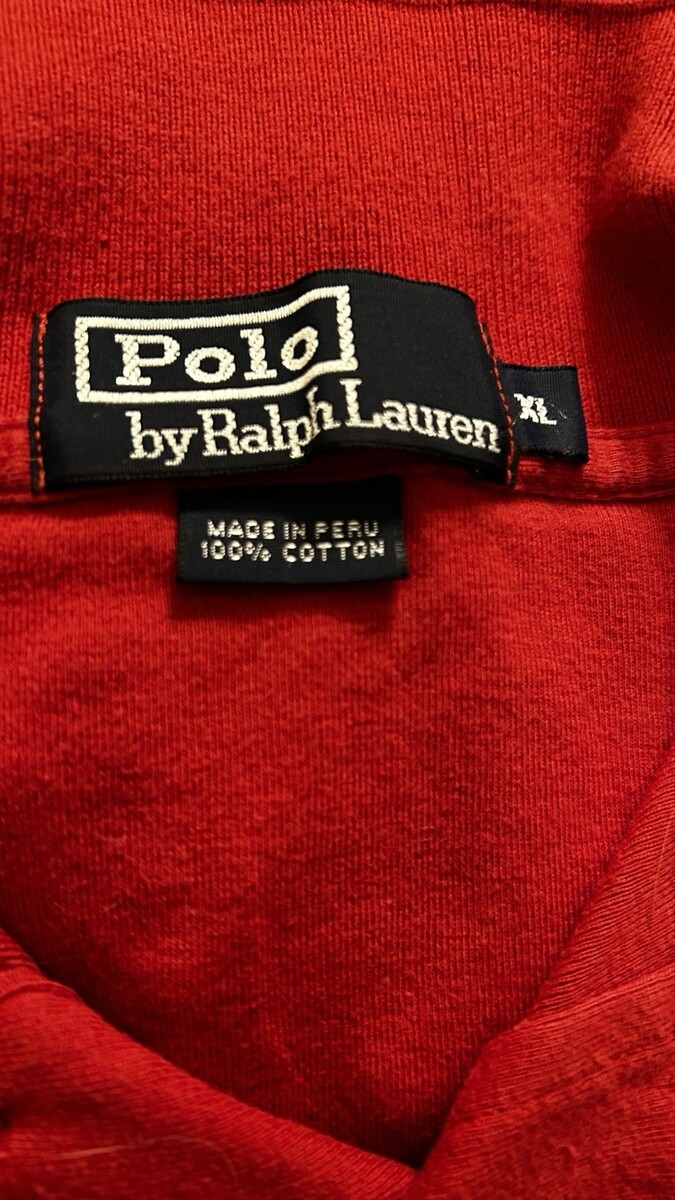 Polo
by Ralph Lauren
XL
MADE IN PERU
100% COTTON